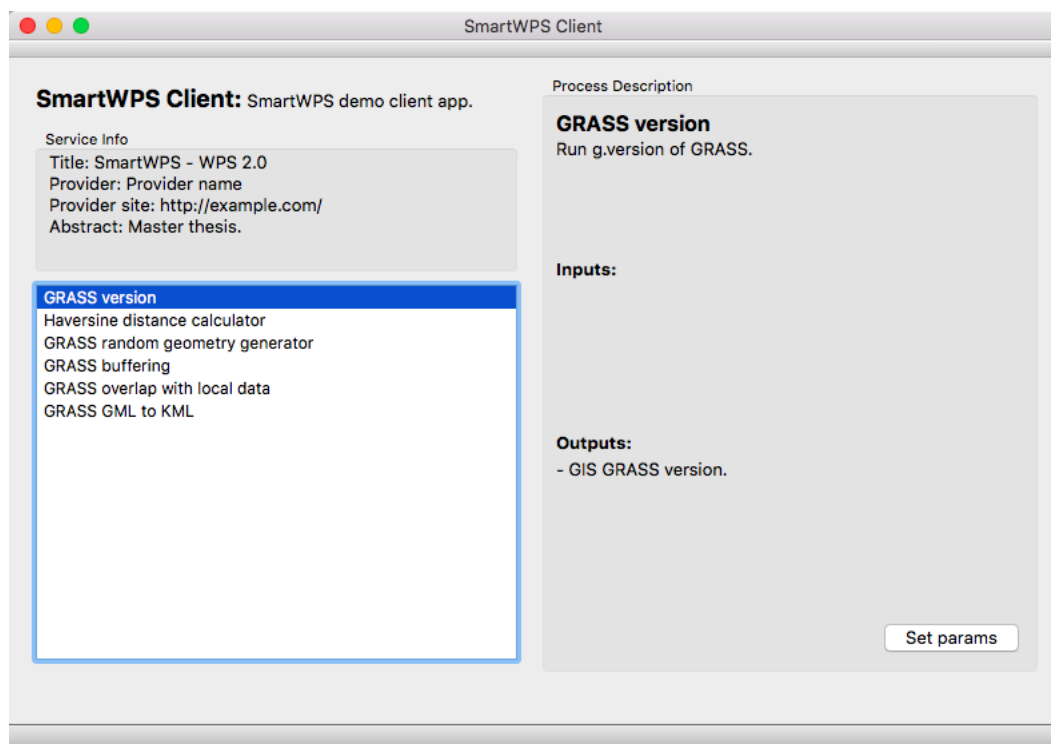 SmartWPS Client
SmartWPS Client: SmartWPS demo client app.
Service Info
Title: SmartWPS - WPS 2.0
Provider: Provider name
Provider site: http://example.com/
Abstract: Master thesis.
GRASS version
Haversine distance calculator
GRASS random geometry generator
GRASS buffering
GRASS overlap with local data
GRASS GML to KML
Process Description
GRASS version
Run g.version of GRASS.
Inputs:
Outputs:
- GIS GRASS version.
Set params